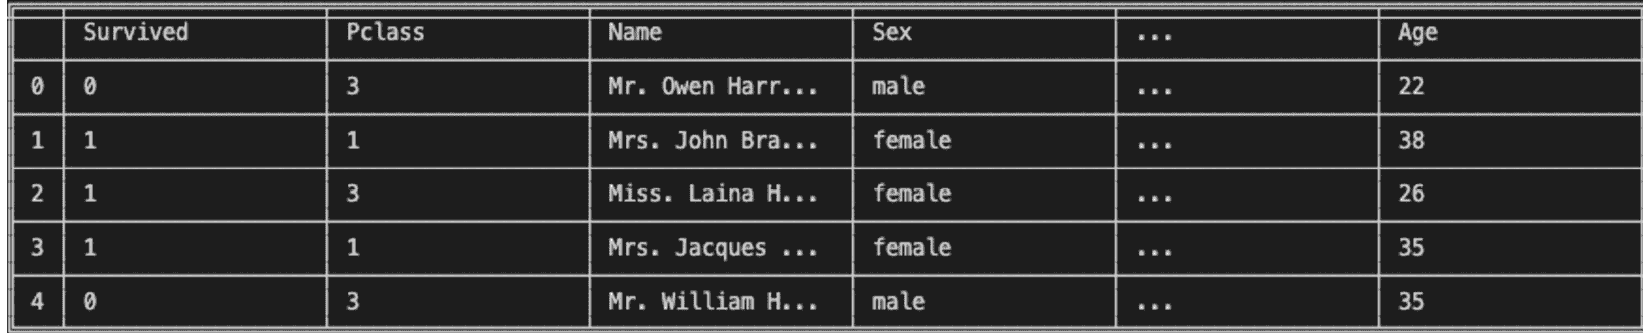 Survived Pclass Name Sex ... Age
0 0 3 Mr. Owen Harr... male ... 22
1 1 1 Mrs. John Bra... female ... 38
2 1 3 Miss. Laina H... female ... 26
3 1 1 Mrs. Jacques ... female ... 35
4 0 3 Mr. William H... male ... 35